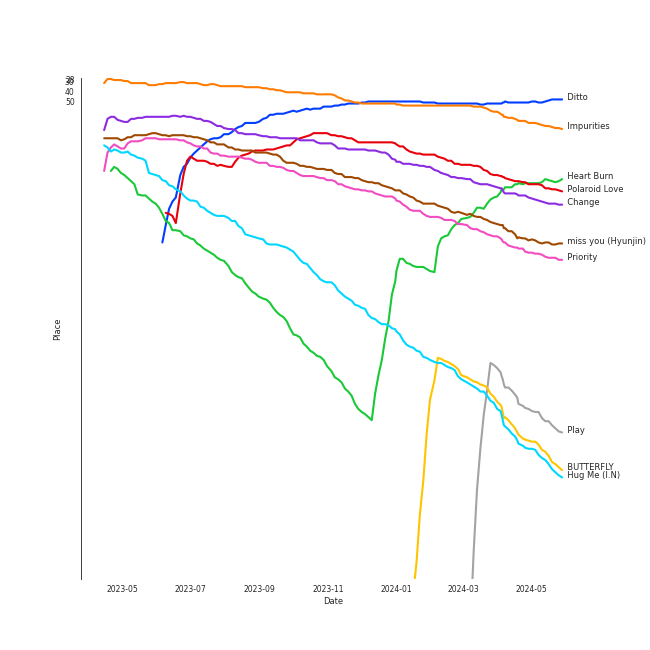 40
50
Place
Ditto
Impurities
Heart Burn
Polaroid Love
Change
miss you (Hyunjin)
Priority
Play
BUTTERFLY
Hug Me (I.N)
2023-05 2023-07 2023-09 2023-11 2024-01 2024-03 2024-05
Date